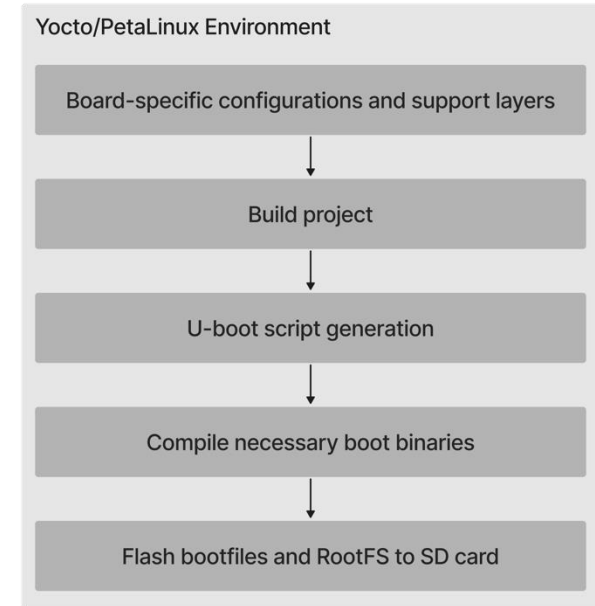 Yocto/PetaLinux Environment
Board-specific configurations and support layers
Build project
U-boot script generation
Compile necessary boot binaries
Flash bootfiles and RootFS to SD card